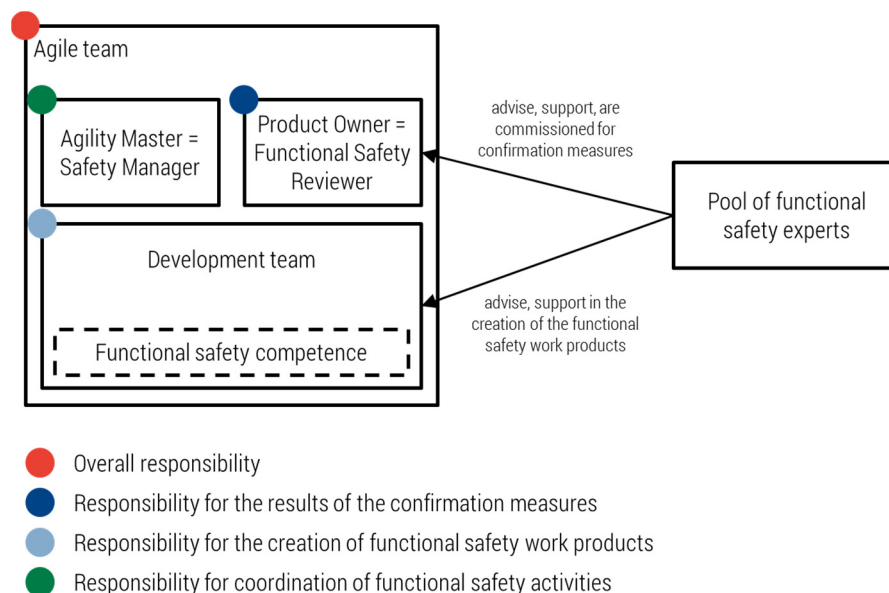 Agile team
Agility Master =
Safety Manager
Product Owner =
Functional Safety
Reviewer
advise, support, are
commissioned for
confirmation measures
Pool of functional
safety experts
Development team
advise, support in the
creation of the functional
safety work products
Functional safety competence
Overall responsibility
Responsibility for the results of the confirmation measures
Responsibility for the creation of functional safety work products
Responsibility for coordination of functional safety activities